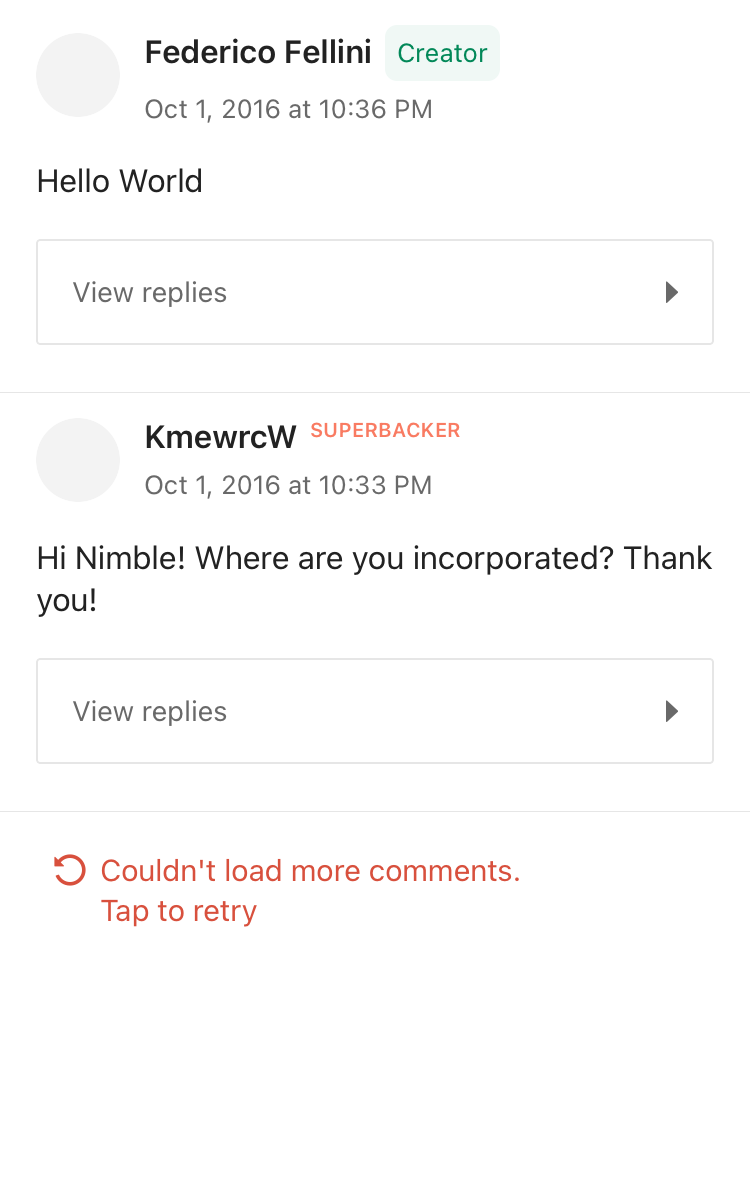 Federico Fellini Creator
Oct 1, 2016 at 10:36 PM
Hello World
View replies
KmewrcW SUPERBACKER
Oct 1, 2016 at 10:33 PM
Hi Nimble! Where are you incorporated? Thank
you!
View replies
Couldn't load more comments.
Tap to retry